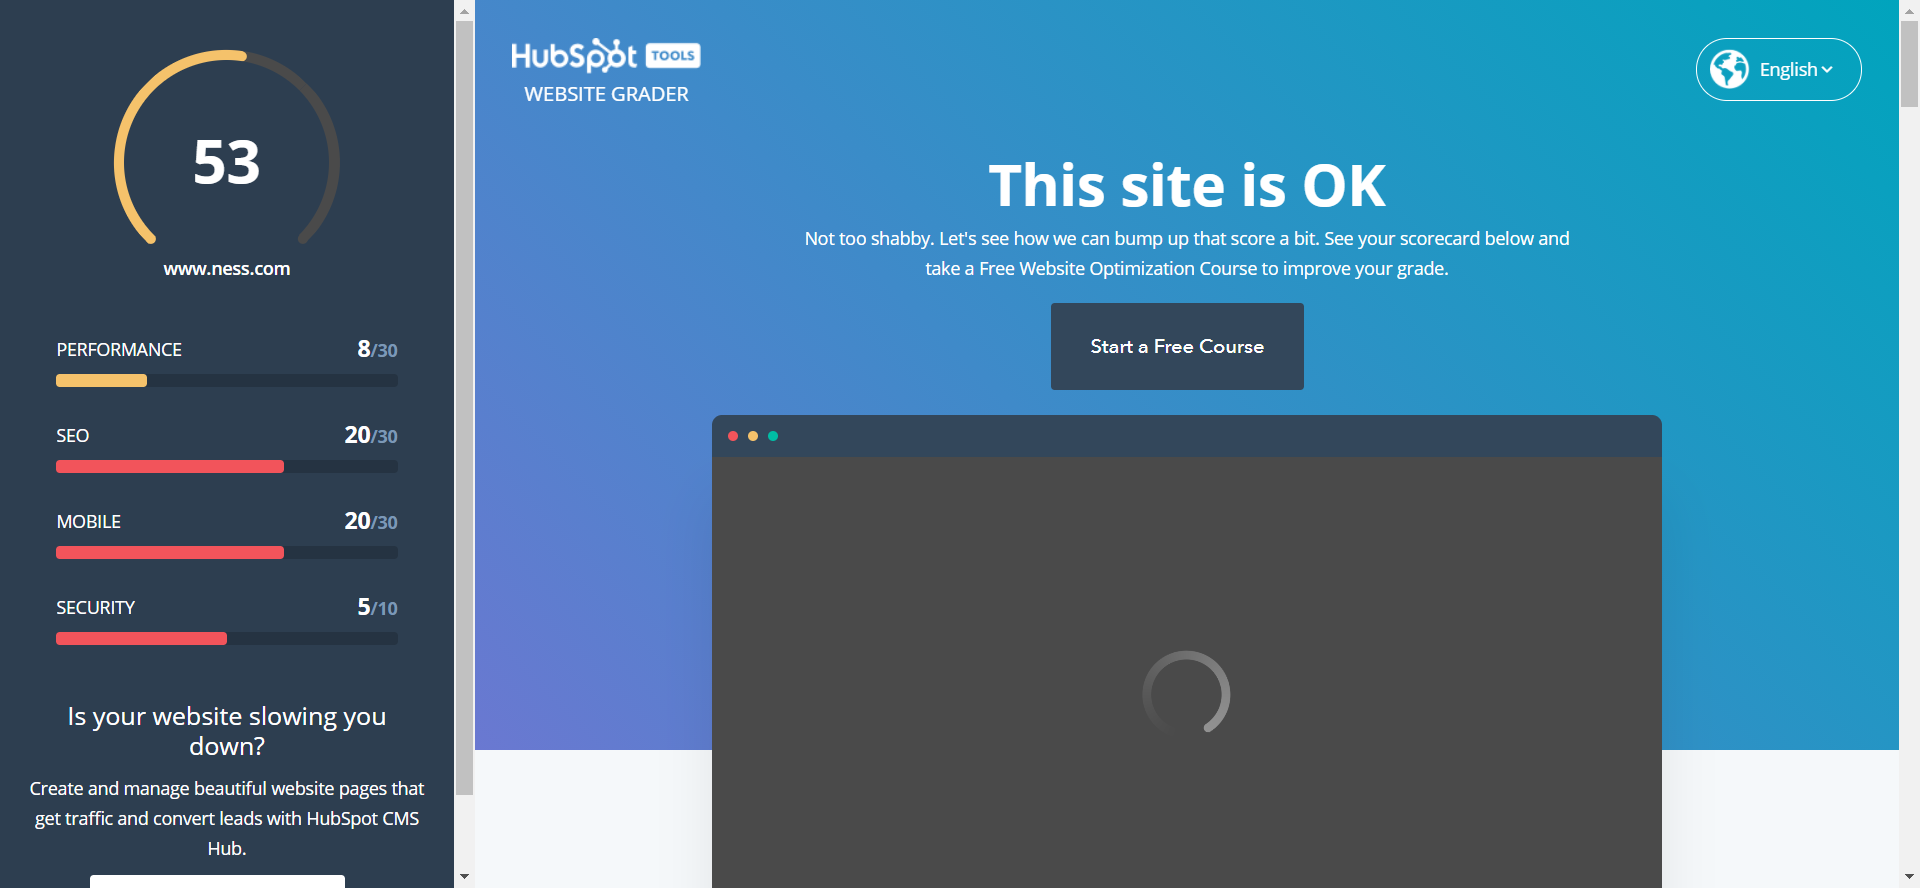 53
www.ness.com
PERFORMANCE 8/30
SEO 20/30
MOBILE 20/30
SECURITY 5/10
Is your website slowing you
down?
Create and manage beautiful website pages that
get traffic and convert leads with HubSpot CMS
Hub.
HubSpot TOOLS
WEBSITE GRADER
English
This site is OK
Not too shabby. Let's see how we can bump up that score a bit. See your scorecard below and
take a Free Website Optimization Course to improve your grade.
Start a Free Course